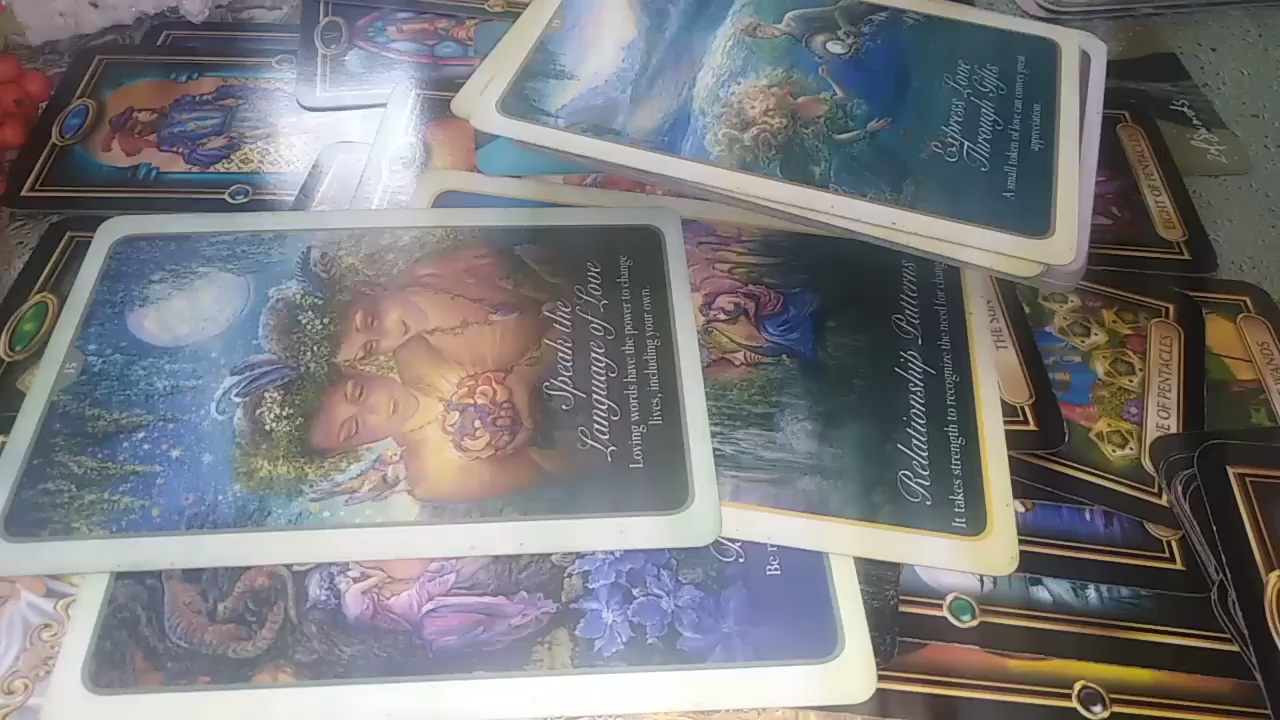 Express Love
Through Gifts
A small token of love can convey great
appreciation.
15
Speak the
Language of Love
Loving words have the power to change
lives, including your own.
Relationship Patterns
It takes strength to recognize the need for
Be
EIGHT OF PENTACLES
THE SUN
OF PENTACLES
WANDS
V